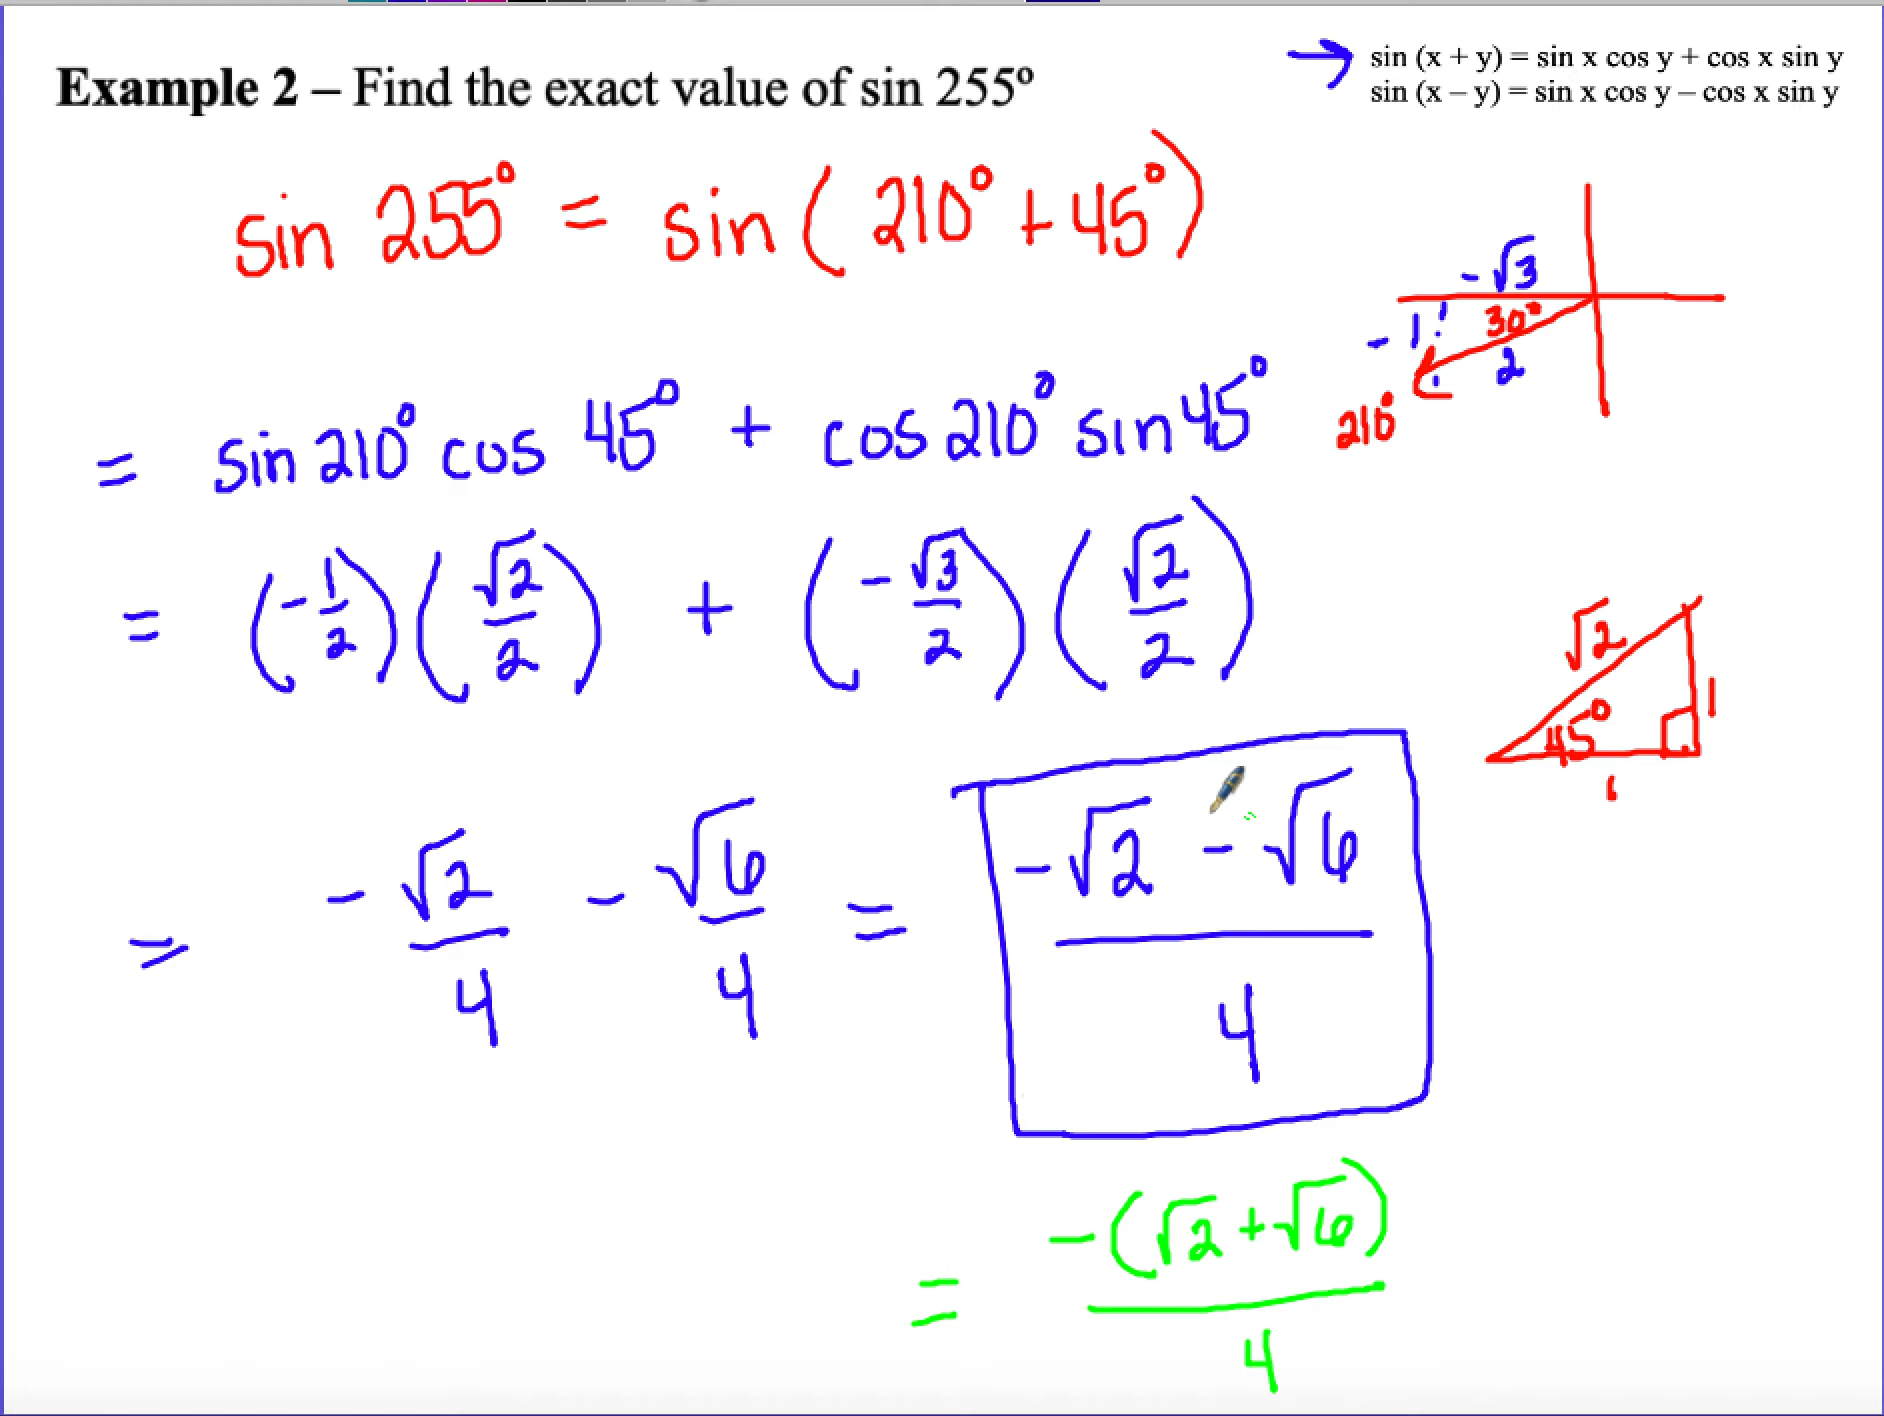 Example 2 – Find the exact value of sin 255º
sin (x + y) = sin x cos y + cos x sin y
sin (x – y) = sin x cos y – cos x sin y
sin 255° = sin ( 210° + 45° )
-√3
-1
30°
2
210°
= sin 210° cos 45° + cos 210° sin 45°
= (-1/2)(√2/2) + (-√3/2)(√2/2)
√2
45°
1
1
= -√2/4 - √6/4 = (-√2 - √6)/4
= -(√2 + √6)/4